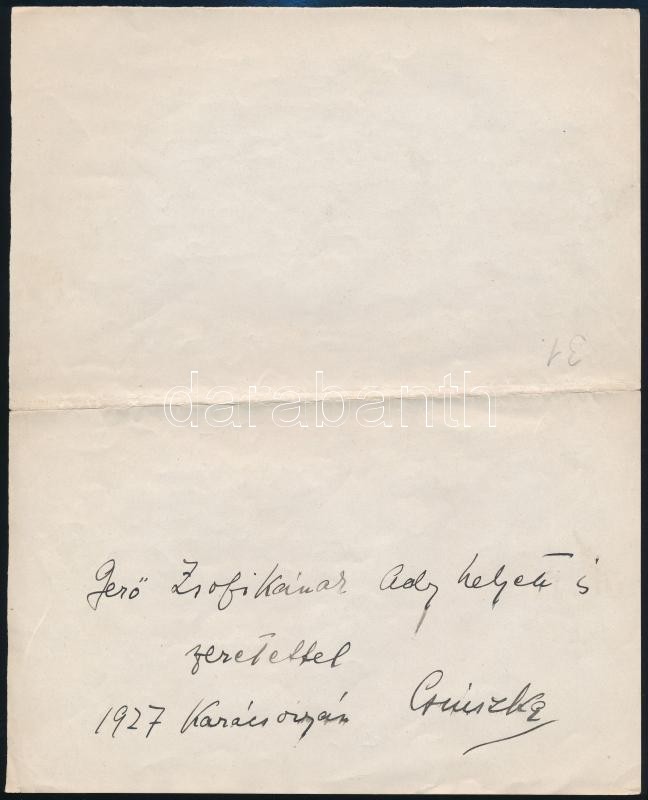 31.
darabanth
Gerő Zsofikának Ady helyett is
szeretettel
1927 Karácsonyán Csinszka